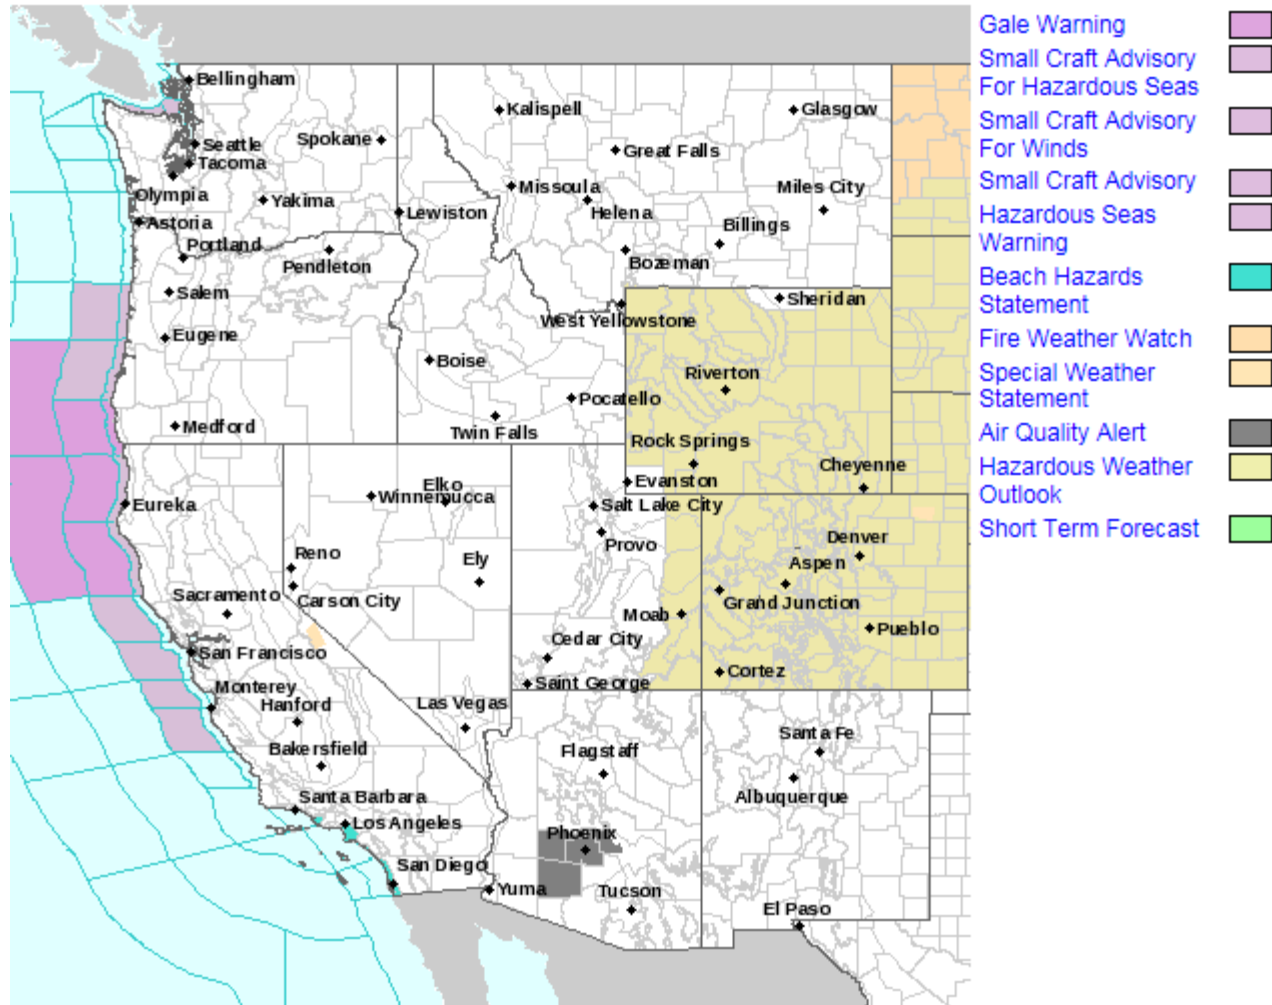 Bellingham
Kalispell
Glasgow
Spokane
Seattle
Great Falls
Tacoma
Missoula
Miles City
Olympia
Yakima
Helena
Lewiston
Astoria
Billings
Portland
Pendleton
Bozeman
Salem
Sheridan
West Yellowstone
Eugene
Boise
Riverton
Pocatello
Medford
Twin Falls
Rock Springs
Cheyenne
Elko
Evanston
Winnemucca
Eureka
Salt Lake City
Denver
Provo
Reno
Ely
Aspen
Sacramento
Carson City
Grand Junction
Moab
Pueblo
Cedar City
San Francisco
Cortez
Saint George
Monterey
Hanford
Las Vegas
Santa Fe
Bakersfield
Flagstaff
Santa Barbara
Albuquerque
Los Angeles
Phoenix
San Diego
Yuma
Tucson
El Paso
Gale Warning
Small Craft Advisory
For Hazardous Seas
Small Craft Advisory
For Winds
Small Craft Advisory
Hazardous Seas
Warning
Beach Hazards
Statement
Fire Weather Watch
Special Weather
Statement
Air Quality Alert
Hazardous Weather
Outlook
Short Term Forecast